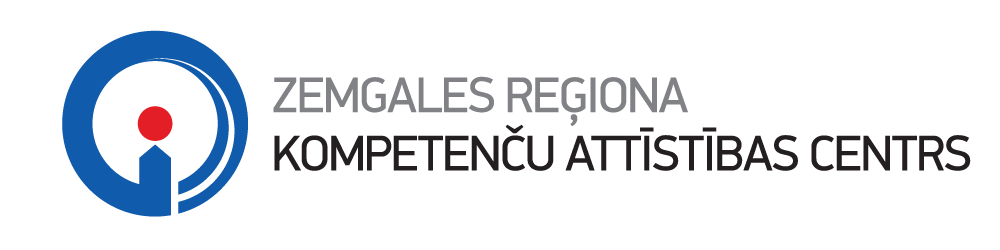 ZEMGALES REĢIONA
KOMPETENČU ATTĪSTĪBAS CENTRS